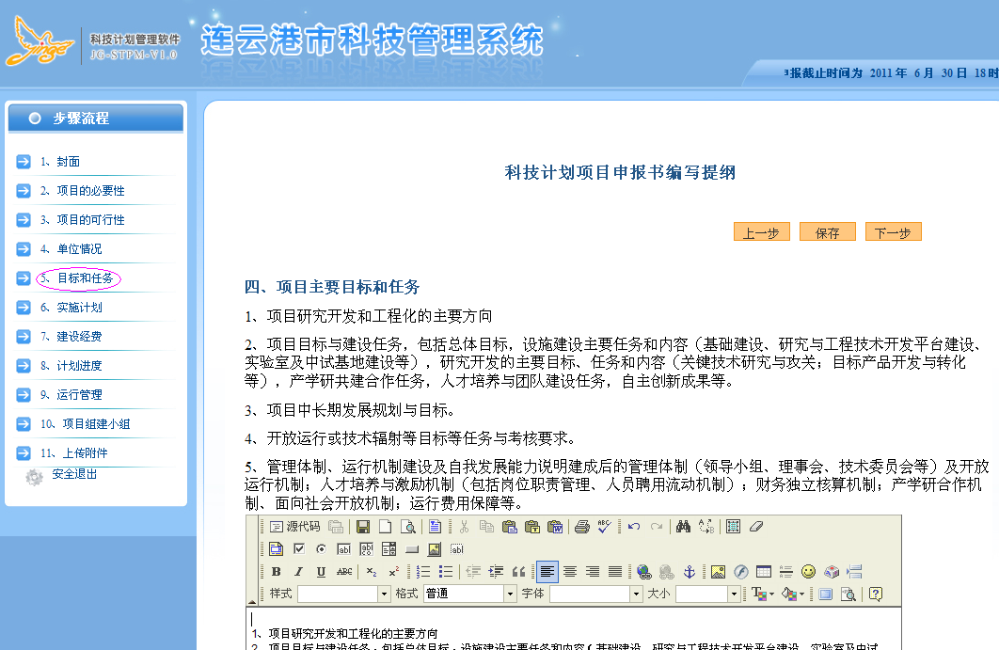 Jinge
科技计划管理软件
JG-STPM-V1.0
连云港市科技管理系统
报截止时间为 2011 年 6 月 30 日 18时
步骤流程
1、封面
2、项目的必要性
3、项目的可行性
4、单位情况
5、目标和任务
6、实施计划
7、建设经费
8、计划进度
9、运行管理
10、项目组建小组
11、上传附件
安全退出
科技计划项目申报书编写提纲
上一步 保存 下一步
四、项目主要目标和任务
1、项目研究开发和工程化的主要方向
2、项目目标与建设任务，包括总体目标，设施建设主要任务和内容（基础建设、研究与工程技术开发平台建设、
实验室及中试基地建设等），研究开发的主要目标、任务和内容（关键技术研究与攻关；目标产品开发与转化
等），产学研共建合作任务，人才培养与团队建设任务，自主创新成果等。
3、项目中长期发展规划与目标。
4、开放运行或技术辐射等目标等任务与考核要求。
5、管理体制、运行机制建设及自我发展能力说明建成后的管理体制（领导小组、理事会、技术委员会等）及开放
运行机制；人才培养与激励机制（包括岗位职责管理、人员聘用流动机制）；财务独立核算机制；产学研合作机
制、面向社会开放机制；运行费用保障等。
源代码
B I U ABC x₂ x²
样式 格式 普通 字体 大小
1、项目研究开发和工程化的主要方向
2、项目目标与建设任务，包括总体目标，设施建设主要任务和内容（基础建设、研究与工程技术开发平台建设、实验室及中试